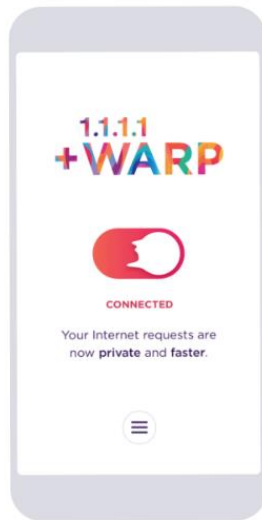 1.1.1.1
+WARP
CONNECTED
Your Internet requests are
now private and faster.